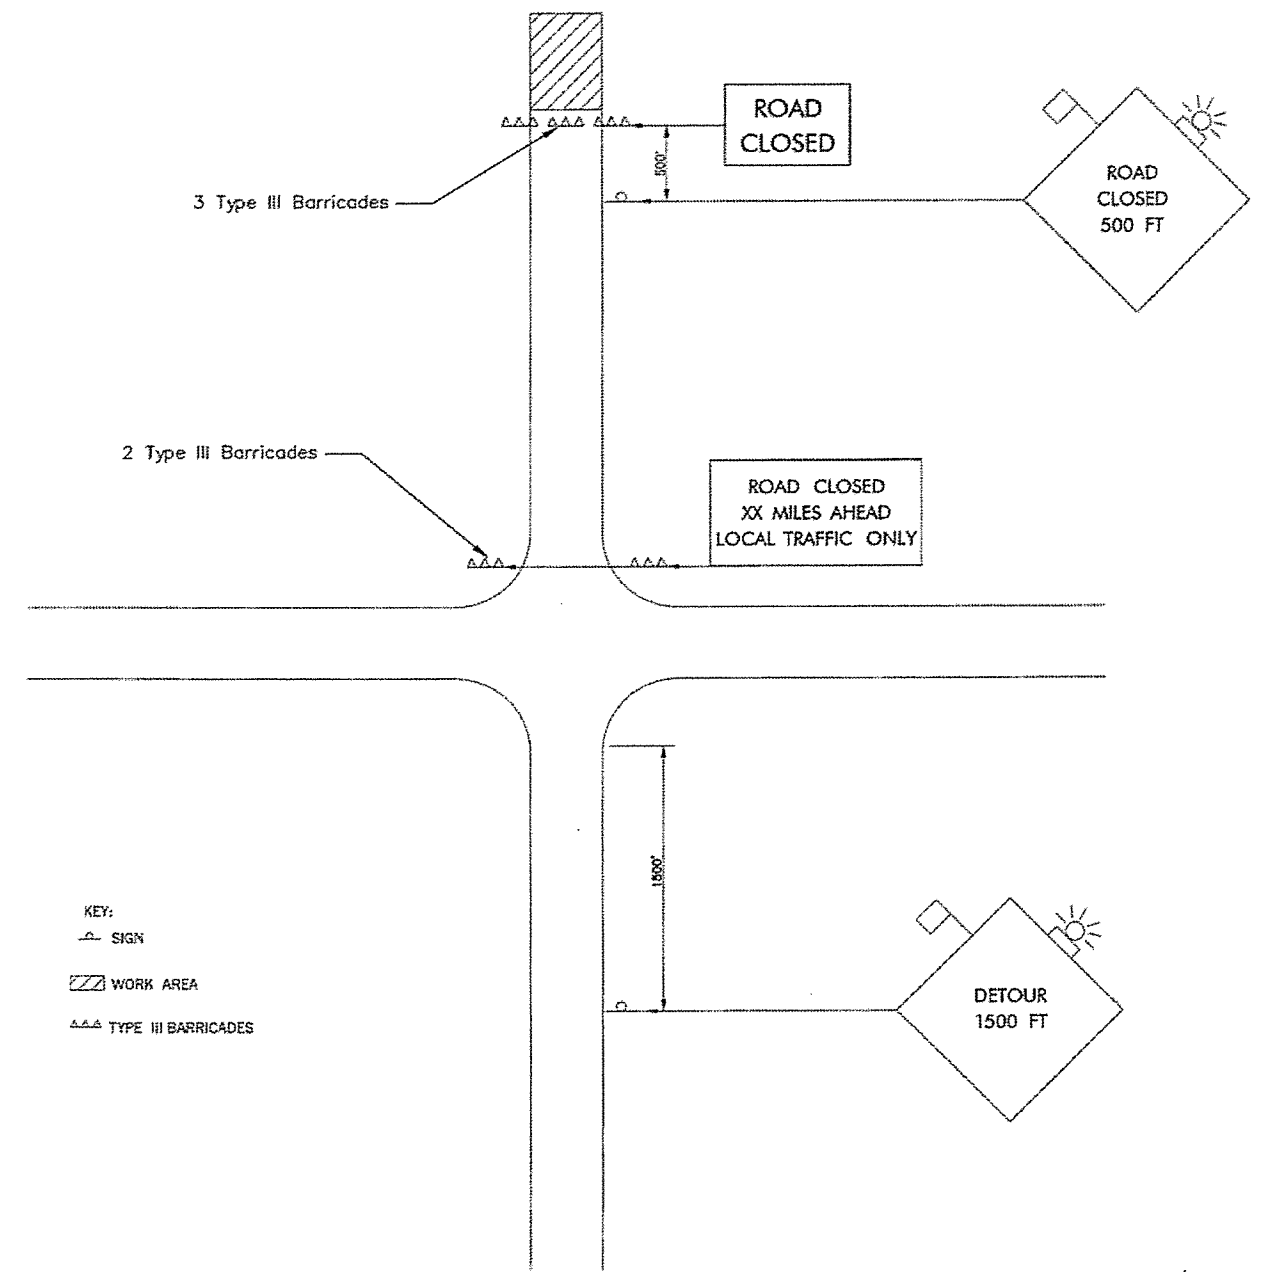 ROAD
CLOSED
500'
ROAD
CLOSED
500 FT
3 Type III Barricades
2 Type III Barricades
ROAD CLOSED
XX MILES AHEAD
LOCAL TRAFFIC ONLY
1500'
KEY:
SIGN
WORK AREA
TYPE III BARRICADES
DETOUR
1500 FT